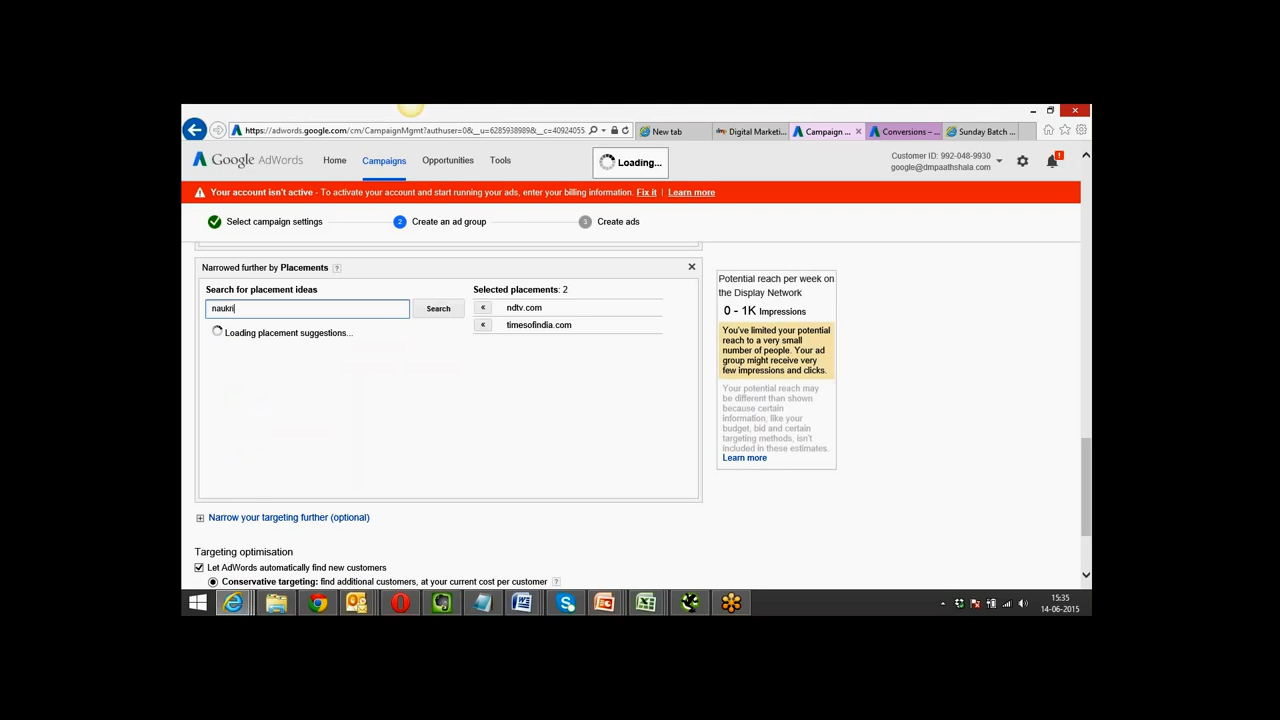 https://adwords.google.com/cm/CampaignMgmt?authuser=0&__u=6285938989&__c=40924055
New tab
Digital Marketi...
Campaign ...
Conversions – ...
Sunday Batch ...
Google AdWords
Home
Campaigns
Opportunities
Tools
Loading...
Customer ID: 992-048-9930
google@dmpaathshala.com
!
Your account isn't active - To activate your account and start running your ads, enter your billing information. Fix it | Learn more
Select campaign settings
2 Create an ad group
3 Create ads
Narrowed further by Placements ?
Search for placement ideas
naukri
Search
Loading placement suggestions...
Selected placements: 2
« ndtv.com
« timesofindia.com
Potential reach per week on
the Display Network
0 - 1K Impressions
You've limited your potential
reach to a very small
number of people. Your ad
group might receive very
few impressions and clicks.
Your potential reach may
be different than shown
because certain
information, like your
budget, bid and certain
targeting methods, isn't
included in these estimates.
Learn more
Narrow your targeting further (optional)
Targeting optimisation
Let AdWords automatically find new customers
Conservative targeting: find additional customers, at your current cost per customer ?
15:35
14-06-2015